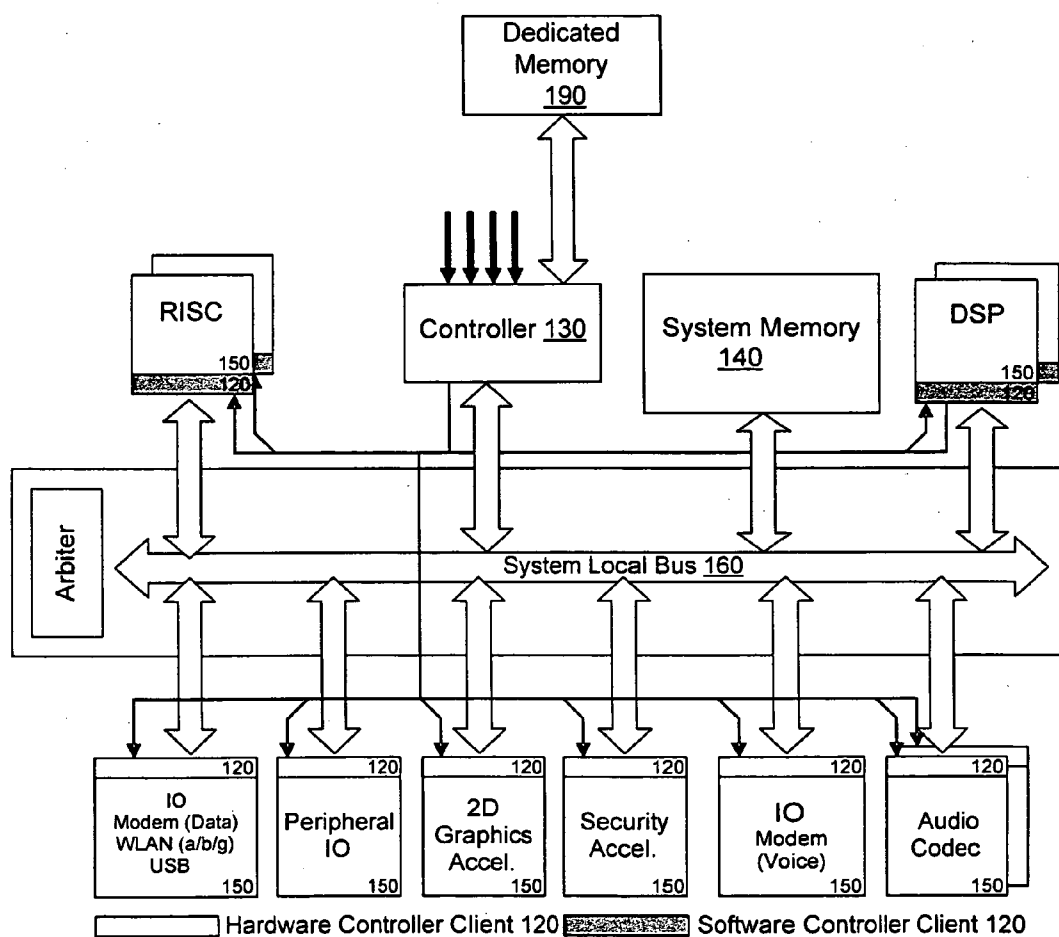 Dedicated
Memory
190
RISC
150
120
Controller 130
System Memory
140
DSP
150
120
Arbiter
System Local Bus 160
120
IO
Modem (Data)
WLAN (a/b/g)
USB
150
120
Peripheral
IO
150
120
2D
Graphics
Accel.
150
120
Security
Accel.
150
120
IO
Modem
(Voice)
150
120
Audio
Codec
150
Hardware Controller Client 120
Software Controller Client 120